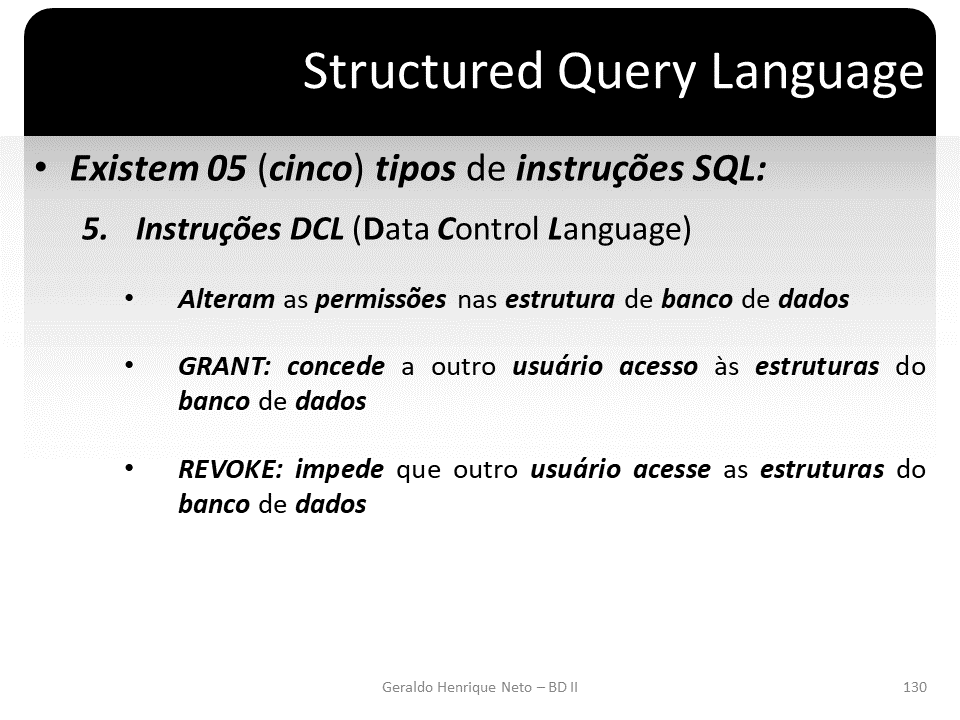 Structured Query Language
• Existem 05 (cinco) tipos de instruções SQL:
5. Instruções DCL (Data Control Language)
• Alteram as permissões nas estrutura de banco de dados
• GRANT: concede a outro usuário acesso às estruturas do
banco de dados
• REVOKE: impede que outro usuário acesse as estruturas do
banco de dados
Geraldo Henrique Neto – BD II
130